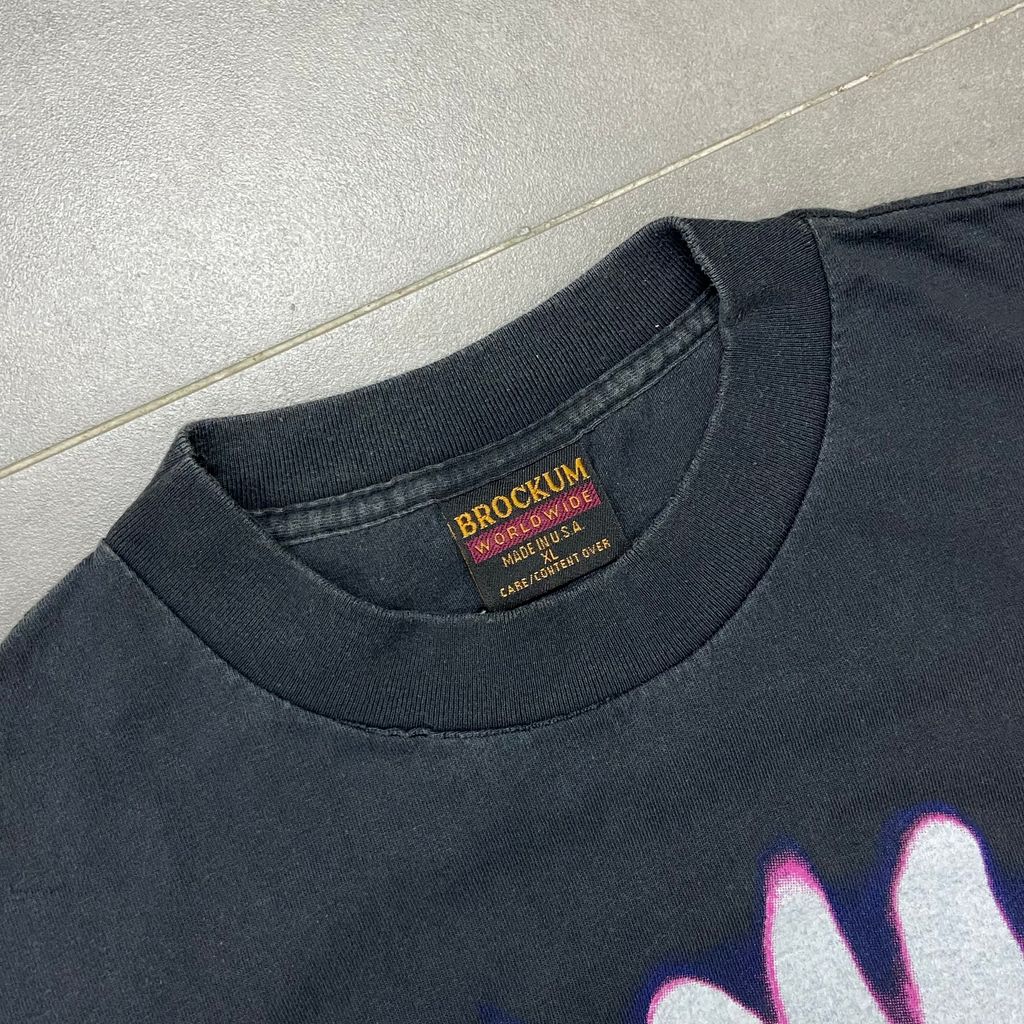 BROCKUM
WORLDWIDE
MADE IN U.S.A.
XL
CARE/CONTENT OVER